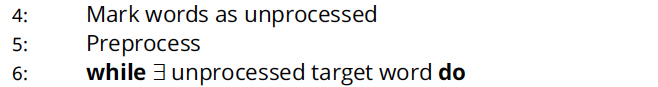 4: Mark words as unprocessed
5: Preprocess
6: while ∃ unprocessed target word do